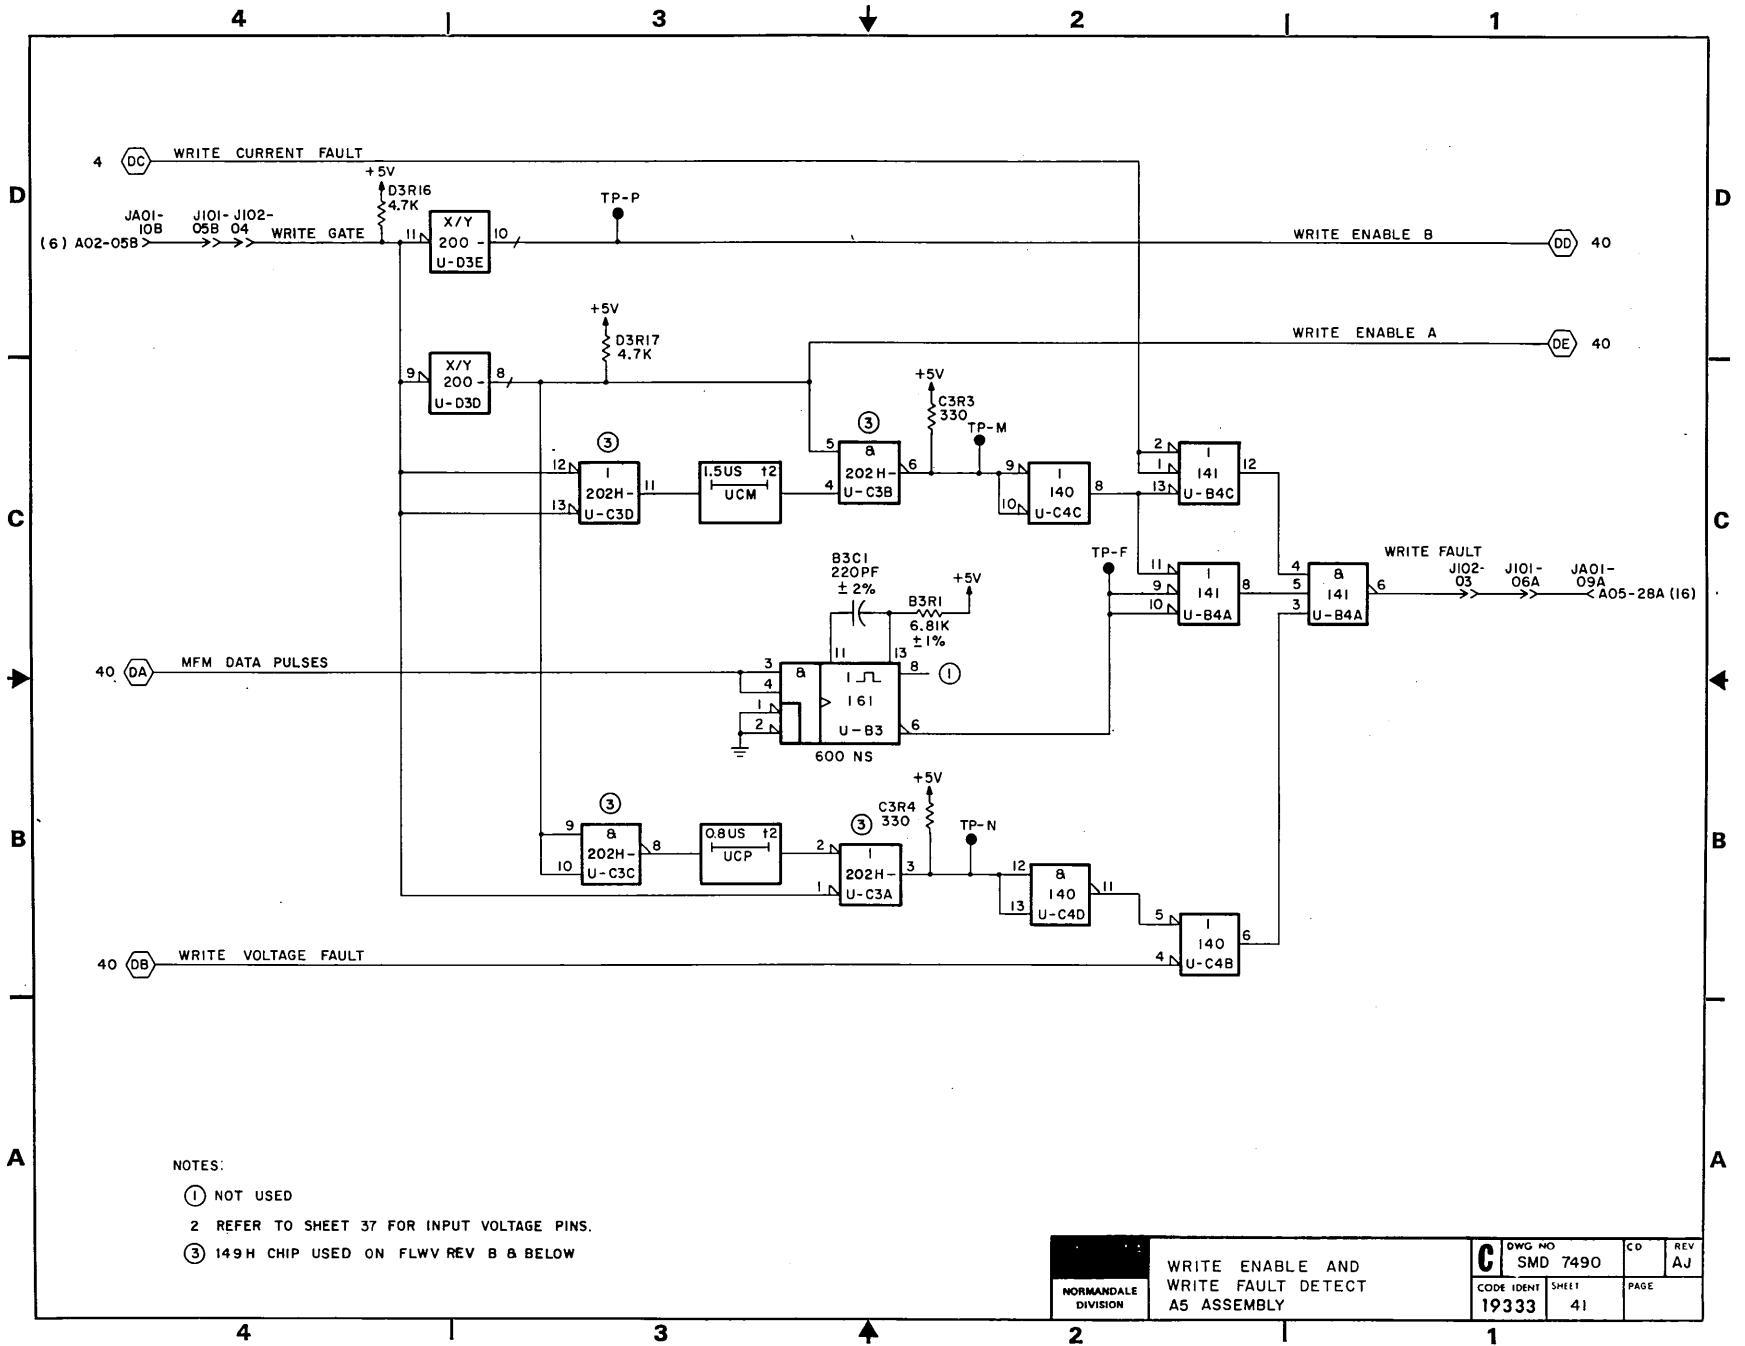 4 3 2 1
4 DC WRITE CURRENT FAULT
+5V
D3R16
4.7K
D
JA01-
10B
J101-
05B
J102-
04
(6) A02-05B
WRITE GATE
11
X/Y
200 -
U-D3E
10
TP-P
WRITE ENABLE B
DD 40
D
+5V
D3R17
4.7K
WRITE ENABLE A
DE 40
9
X/Y
200 -
U-D3D
8
3
12
13
1
202H-
U-C3D
11
1.5US t2
UCM
3
5
4
&
202H-
U-C3B
6
+5V
C3R3
330
TP-M
9
10
1
140
U-C4C
8
2
1
13
1
141
U-B4C
12
C
C
TP-F
11
9
10
1
141
U-B4A
8
4
5
3
&
141
U-B4A
6
WRITE FAULT
J102-
03
J101-
06A
JA01-
09A
A05-28A (16)
B3C1
220PF
± 2%
B3R1
6.81K
±1%
+5V
40 DA MFM DATA PULSES
3
4
1
2
&
11
13
1
161
U-B3
8
1
6
600 NS
3
9
10
&
202H-
U-C3C
8
0.8US t2
UCP
3
2
1
1
202H-
U-C3A
3
+5V
C3R4
330
TP-N
12
13
&
140
U-C4D
11
5
4
1
140
U-C4B
6
B
B
40 DB WRITE VOLTAGE FAULT
A
A
NOTES:
1 NOT USED
2 REFER TO SHEET 37 FOR INPUT VOLTAGE PINS.
3 149H CHIP USED ON FLWV REV B & BELOW
NORMANDALE
DIVISION
WRITE ENABLE AND
WRITE FAULT DETECT
A5 ASSEMBLY
C
DWG NO
SMD 7490
CD
REV
AJ
CODE IDENT
19333
SHEET
41
PAGE
4 3 2 1